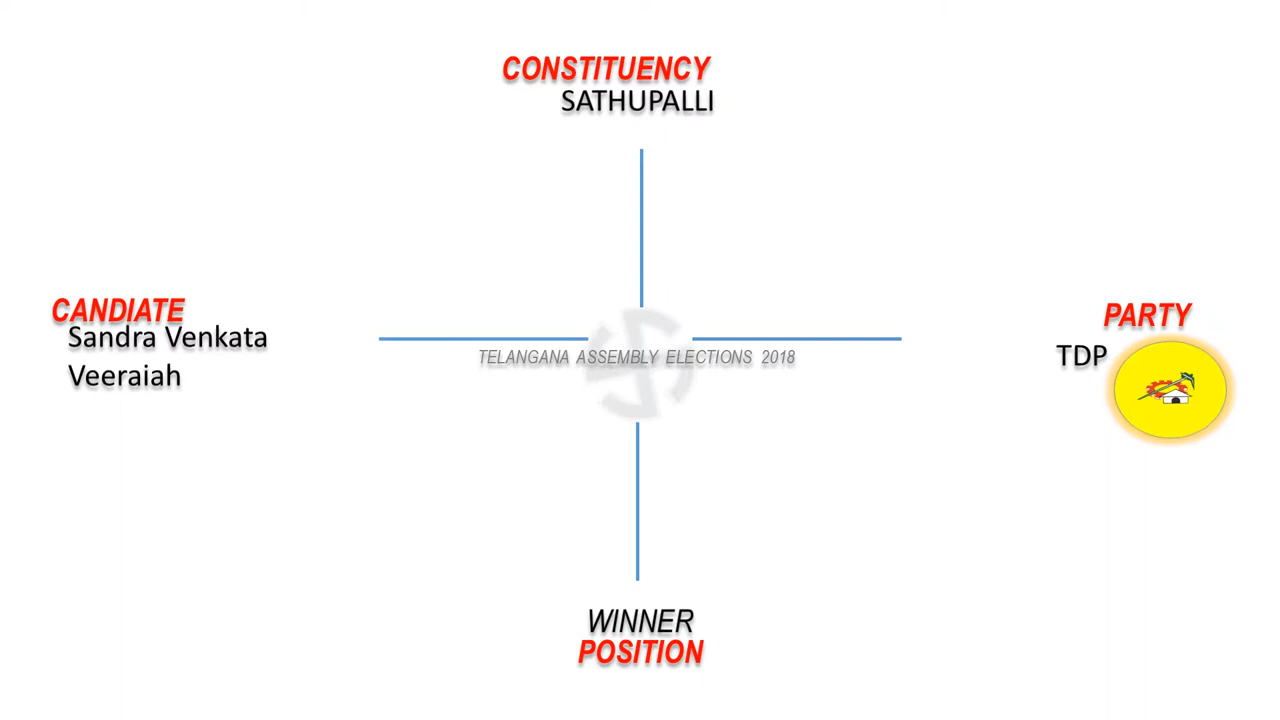 CONSTITUENCY
SATHUPALLI
CANDIATE
Sandra Venkata
Veeraiah
TELANGANA ASSEMBLY ELECTIONS 2018
PARTY
TDP
WINNER
POSITION